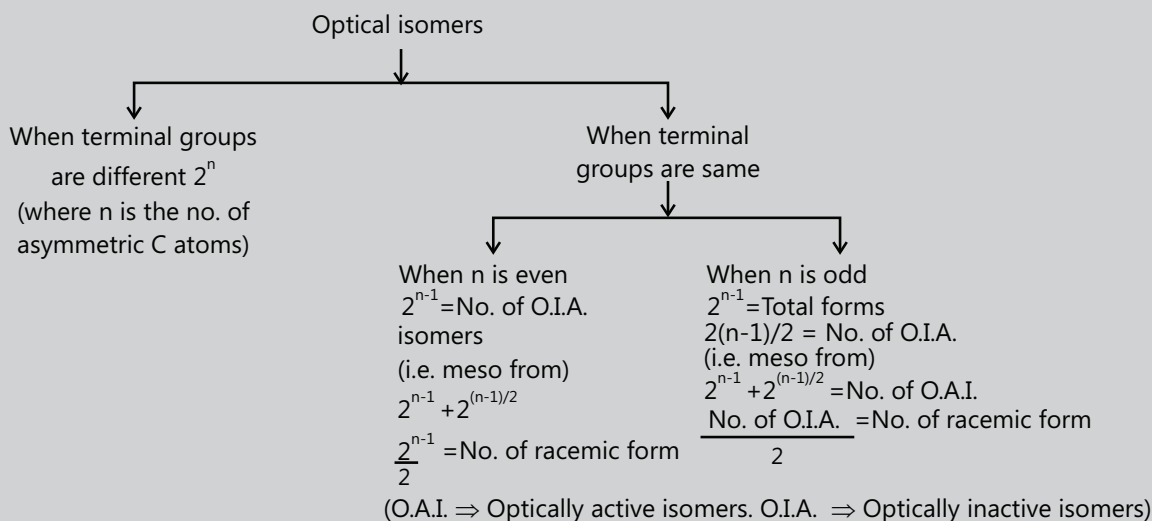 Optical isomers
When terminal groups
are different 2^n
(where n is the no. of
asymmetric C atoms)
When terminal
groups are same
When n is even
2^{n-1}=No. of O.I.A.
isomers
(i.e. meso from)
2^{n-1} +2^{(n-1)/2}
2^{n-1}/2 =No. of racemic form
When n is odd
2^{n-1}=Total forms
2(n-1)/2 = No. of O.I.A.
(i.e. meso from)
2^{n-1} +2^{(n-1)/2} =No. of O.A.I.
No. of O.I.A./2 =No. of racemic form
(O.A.I. ⇒ Optically active isomers. O.I.A. ⇒ Optically inactive isomers)